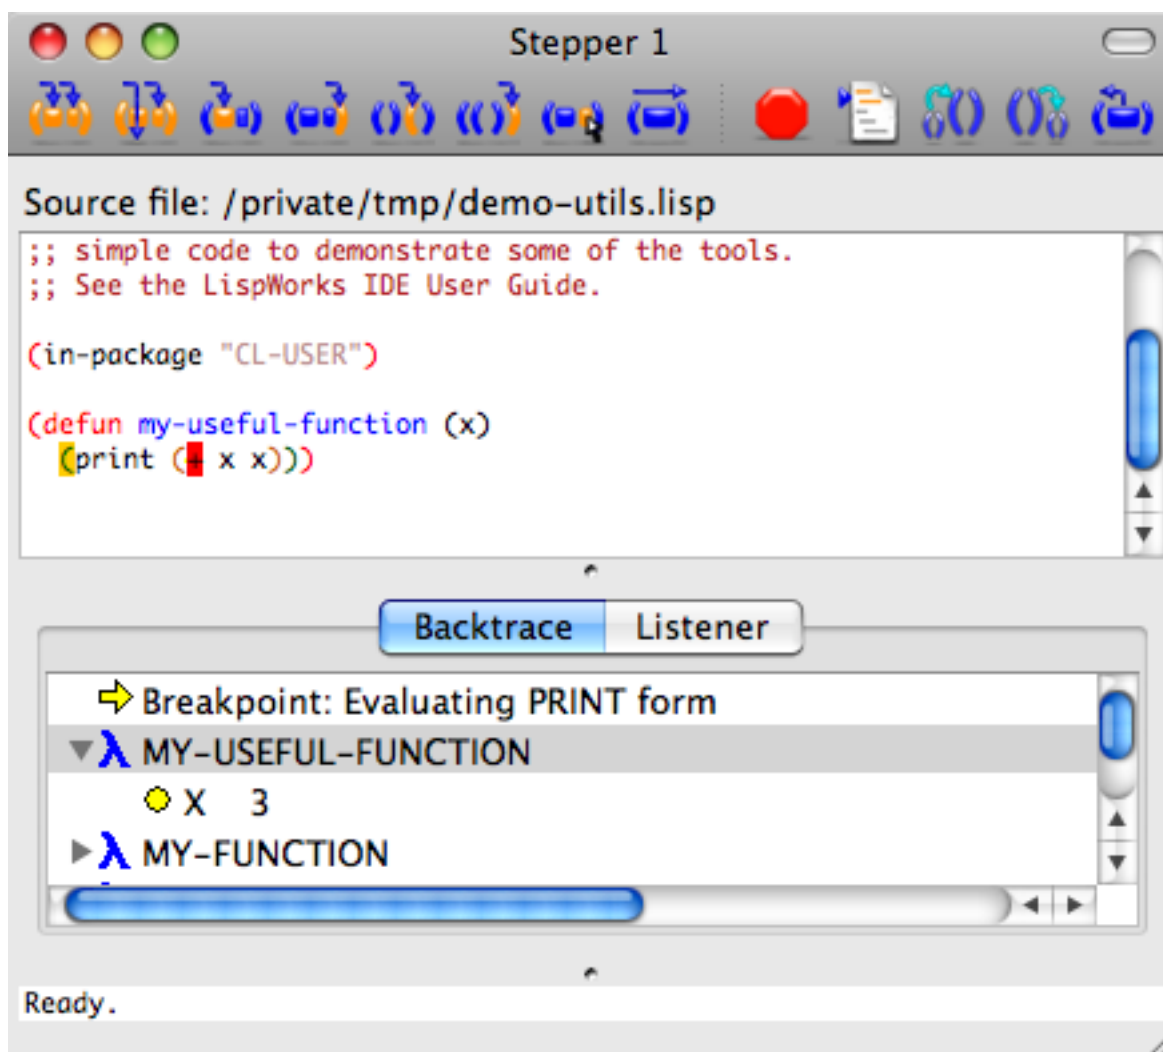 Stepper 1
Source file: /private/tmp/demo-utils.lisp
;; simple code to demonstrate some of the tools.
;; See the LispWorks IDE User Guide.
(in-package "CL-USER")
(defun my-useful-function (x)
(print (+ x x)))
Backtrace Listener
Breakpoint: Evaluating PRINT form
λ MY-USEFUL-FUNCTION
X 3
λ MY-FUNCTION
Ready.